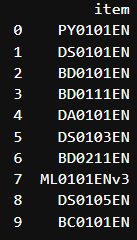 item
0 PY0101EN
1 DS0101EN
2 BD0101EN
3 BD0111EN
4 DA0101EN
5 DS0103EN
6 BD0211EN
7 ML0101ENv3
8 DS0105EN
9 BC0101EN